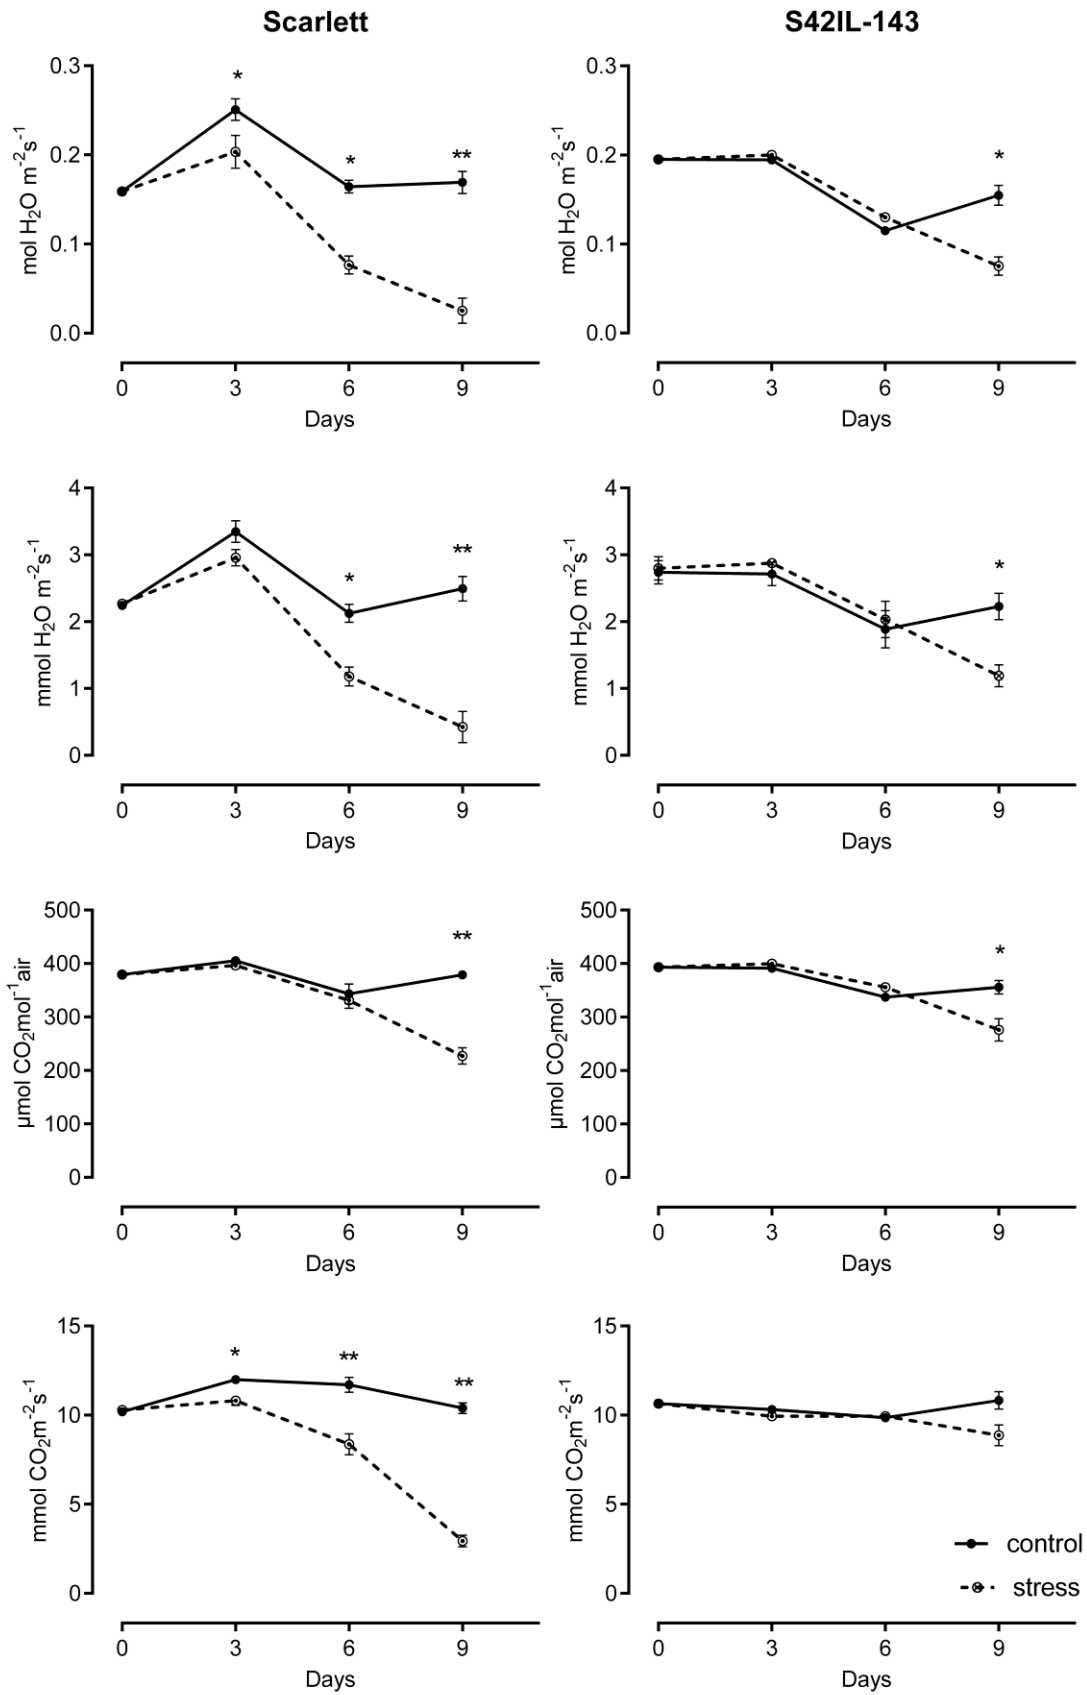 Scarlett
S42IL-143
mol H₂O m⁻²s⁻¹
0.3
*
0.2
*
**
0.1
0.0
0 3 6 9
Days
mol H₂O m⁻²s⁻¹
0.3
0.2
*
0.1
0.0
0 3 6 9
Days
mmol H₂O m⁻²s⁻¹
4
3
**
*
2
1
0
0 3 6 9
Days
mmol H₂O m⁻²s⁻¹
4
3
*
2
1
0
0 3 6 9
Days
µmol CO₂mol⁻¹air
500
**
400
300
200
100
0
0 3 6 9
Days
µmol CO₂mol⁻¹air
500
*
400
300
200
100
0
0 3 6 9
Days
mmol CO₂m⁻²s⁻¹
15
* ** **
10
5
0
0 3 6 9
Days
mmol CO₂m⁻²s⁻¹
15
10
5
0
control
stress
0 3 6 9
Days